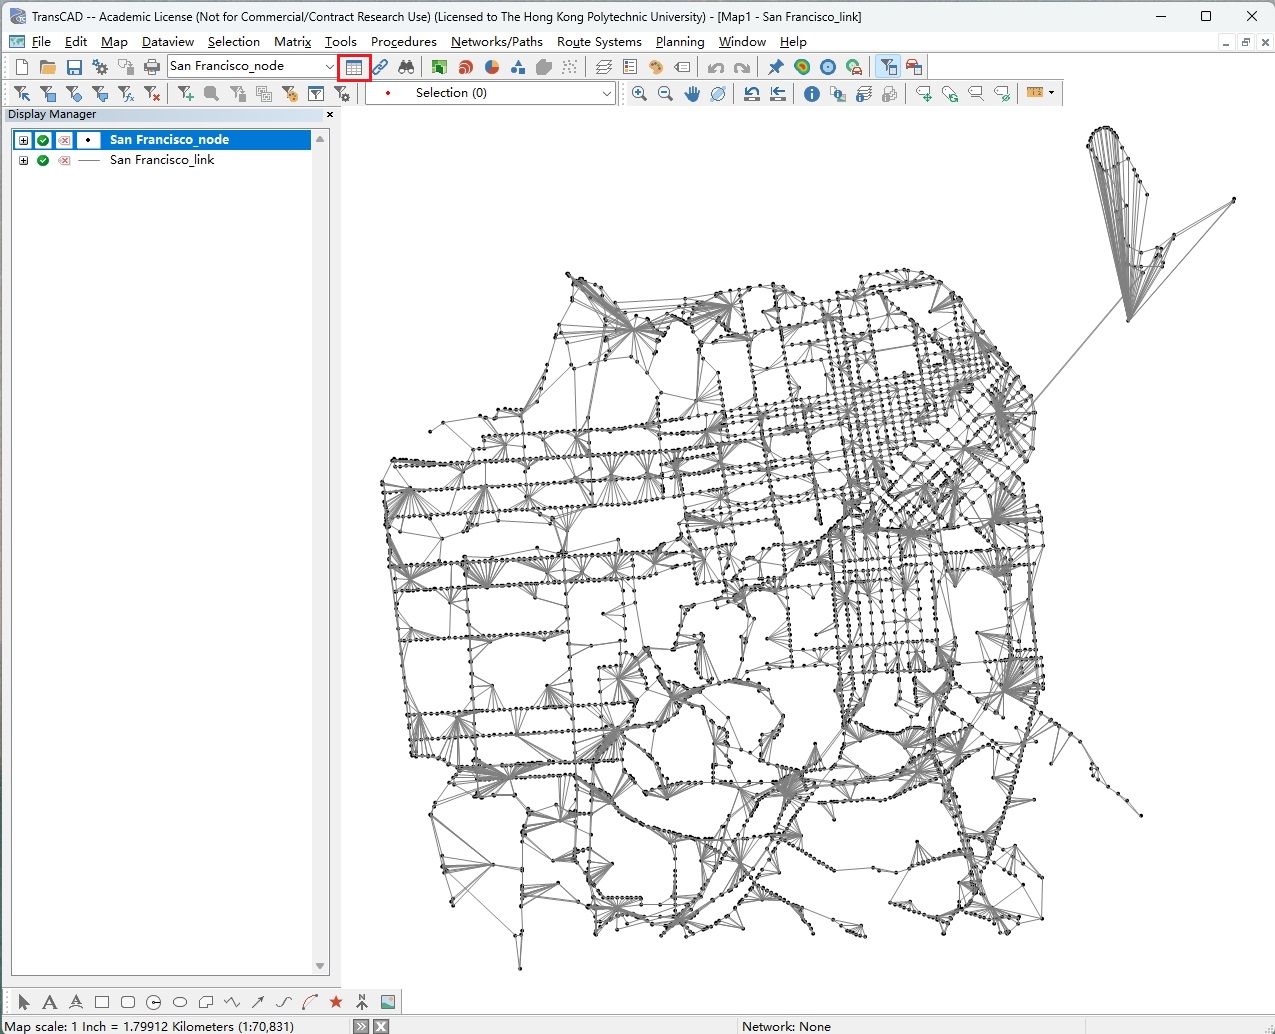 TransCAD -- Academic License (Not for Commercial/Contract Research Use) (Licensed to The Hong Kong Polytechnic University) - [Map1 - San Francisco_link]
File Edit Map Dataview Selection Matrix Tools Procedures Networks/Paths Route Systems Planning Window Help
San Francisco_node
Selection (0)
Display Manager
San Francisco_node
San Francisco_link
Map scale: 1 Inch = 1.79912 Kilometers (1:70,831)
Network: None